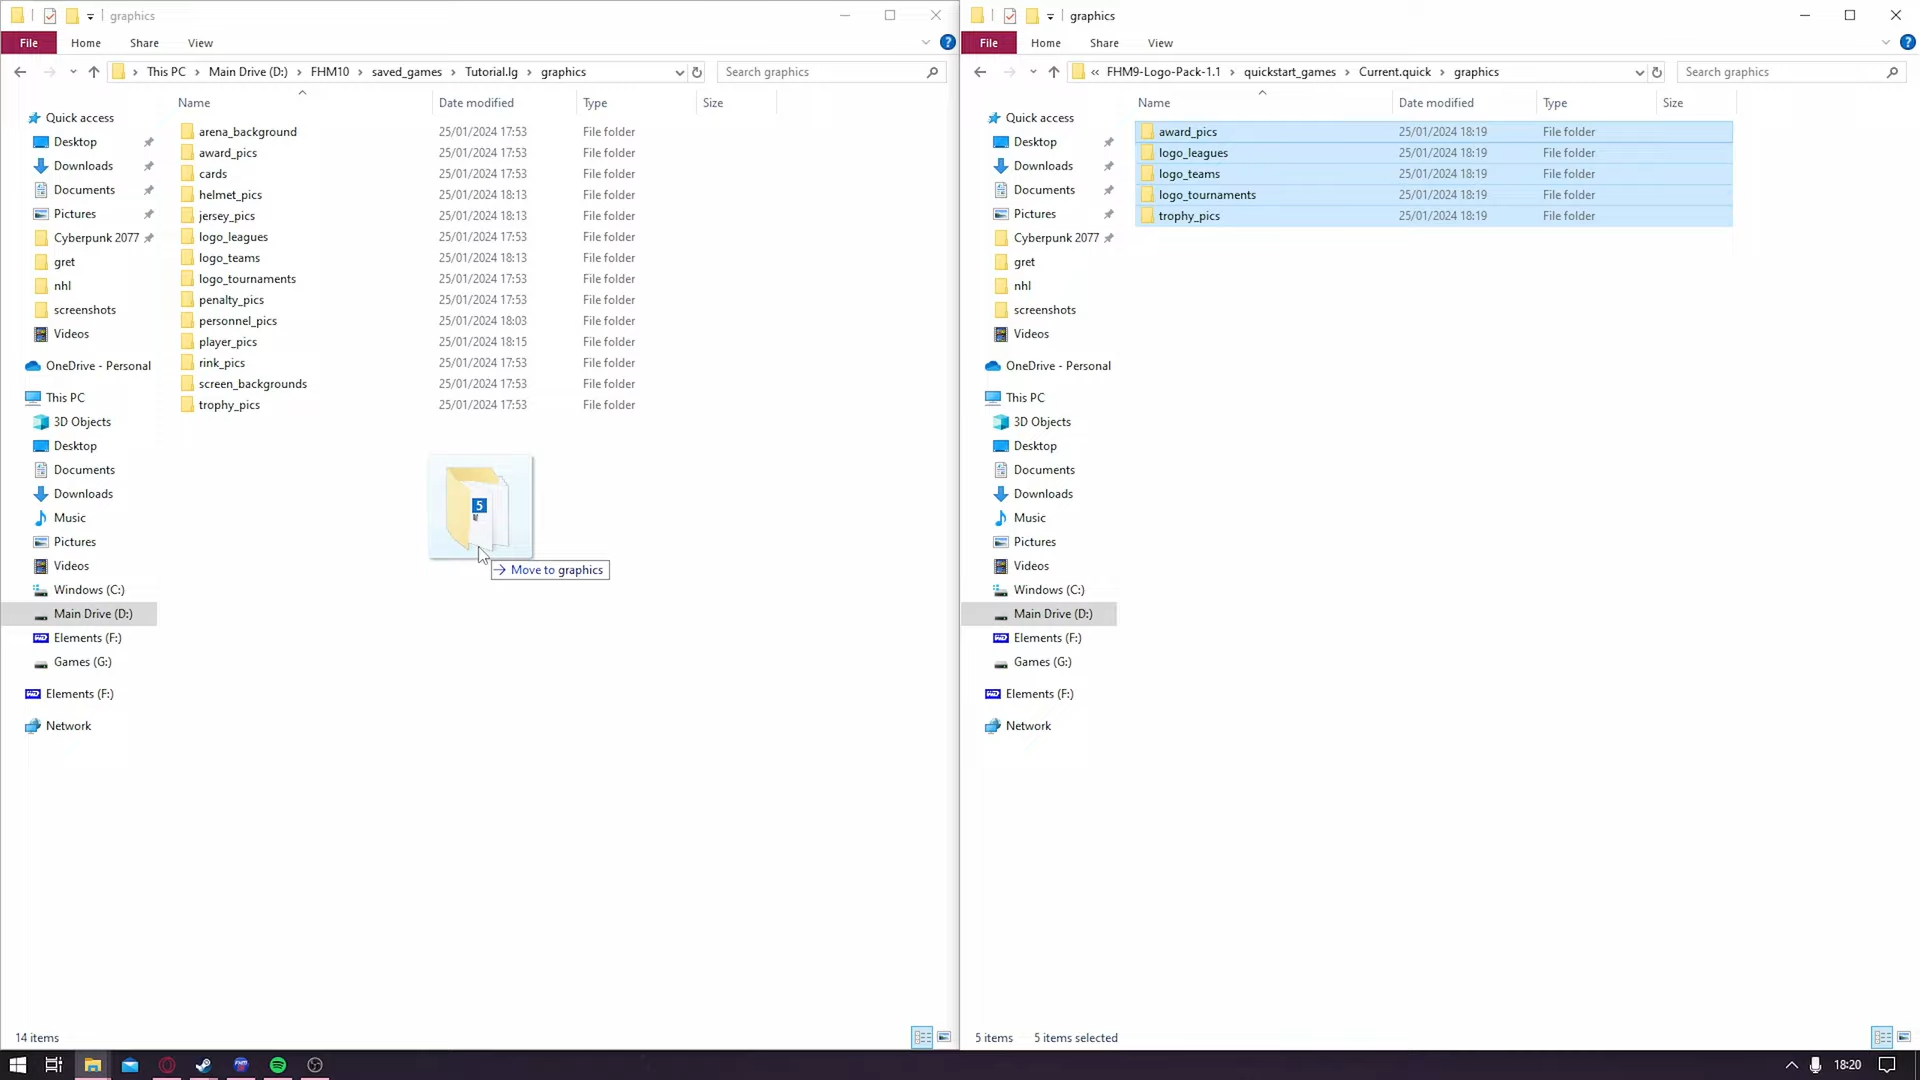 graphics
File Home Share View
This PC Main Drive (D:) FHM10 saved_games Tutorial.lg graphics Search graphics
Name Date modified Type Size
Quick access
Desktop
Downloads
Documents
Pictures
Cyberpunk 2077
gret
nhl
screenshots
Videos
OneDrive - Personal
This PC
3D Objects
Desktop
Documents
Downloads
Music
Pictures
Videos
Windows (C:)
Main Drive (D:)
Elements (F:)
Games (G:)
Elements (F:)
Network
arena_background 25/01/2024 17:53 File folder
award_pics 25/01/2024 17:53 File folder
cards 25/01/2024 17:53 File folder
helmet_pics 25/01/2024 18:13 File folder
jersey_pics 25/01/2024 18:13 File folder
logo_leagues 25/01/2024 17:53 File folder
logo_teams 25/01/2024 18:13 File folder
logo_tournaments 25/01/2024 17:53 File folder
penalty_pics 25/01/2024 17:53 File folder
personnel_pics 25/01/2024 18:03 File folder
player_pics 25/01/2024 18:15 File folder
rink_pics 25/01/2024 17:53 File folder
screen_backgrounds 25/01/2024 17:53 File folder
trophy_pics 25/01/2024 17:53 File folder
5
Move to graphics
14 items
graphics
File Home Share View
« FHM9-Logo-Pack-1.1 quickstart_games Current.quick graphics Search graphics
Name Date modified Type Size
Quick access
Desktop
Downloads
Documents
Pictures
Cyberpunk 2077
gret
nhl
screenshots
Videos
OneDrive - Personal
This PC
3D Objects
Desktop
Documents
Downloads
Music
Pictures
Videos
Windows (C:)
Main Drive (D:)
Elements (F:)
Games (G:)
Elements (F:)
Network
award_pics 25/01/2024 18:19 File folder
logo_leagues 25/01/2024 18:19 File folder
logo_teams 25/01/2024 18:19 File folder
logo_tournaments 25/01/2024 18:19 File folder
trophy_pics 25/01/2024 18:19 File folder
5 items 5 items selected
18:20